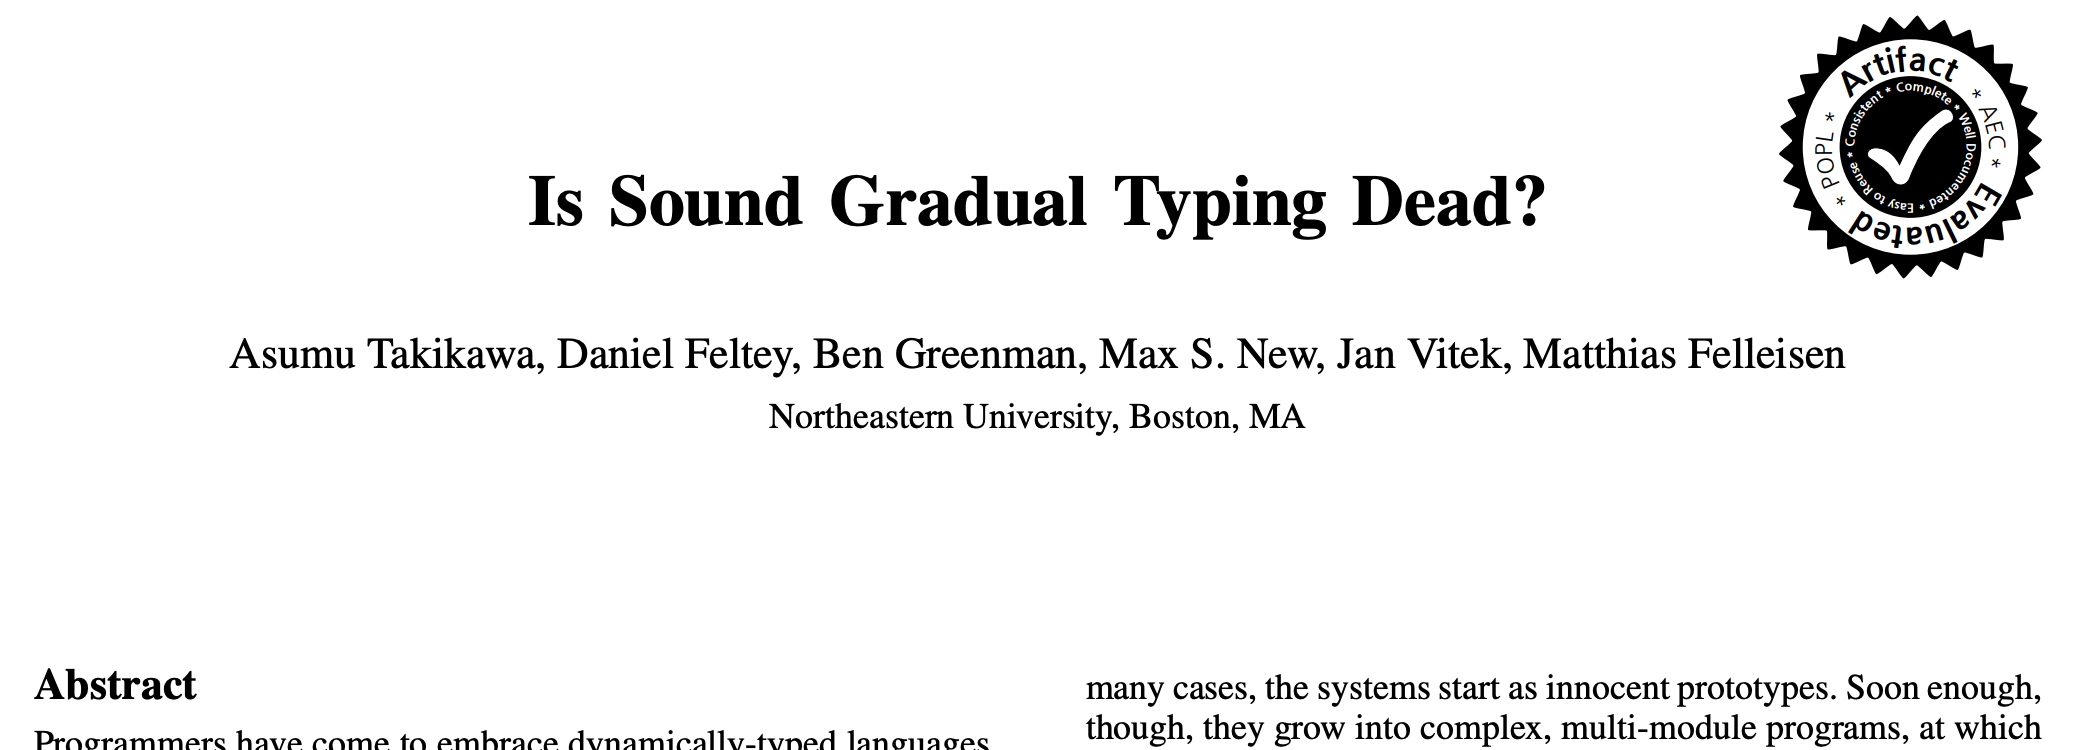 Is Sound Gradual Typing Dead?
Artifact
* AEC *
Evaluated
* POPL *
Consistent * Complete * Well Documented * Easy to Reuse *
Asumu Takikawa, Daniel Feltey, Ben Greenman, Max S. New, Jan Vitek, Matthias Felleisen
Northeastern University, Boston, MA
Abstract
Programmers have come to embrace dynamically-typed languages
many cases, the systems start as innocent prototypes. Soon enough,
though, they grow into complex, multi-module programs, at which